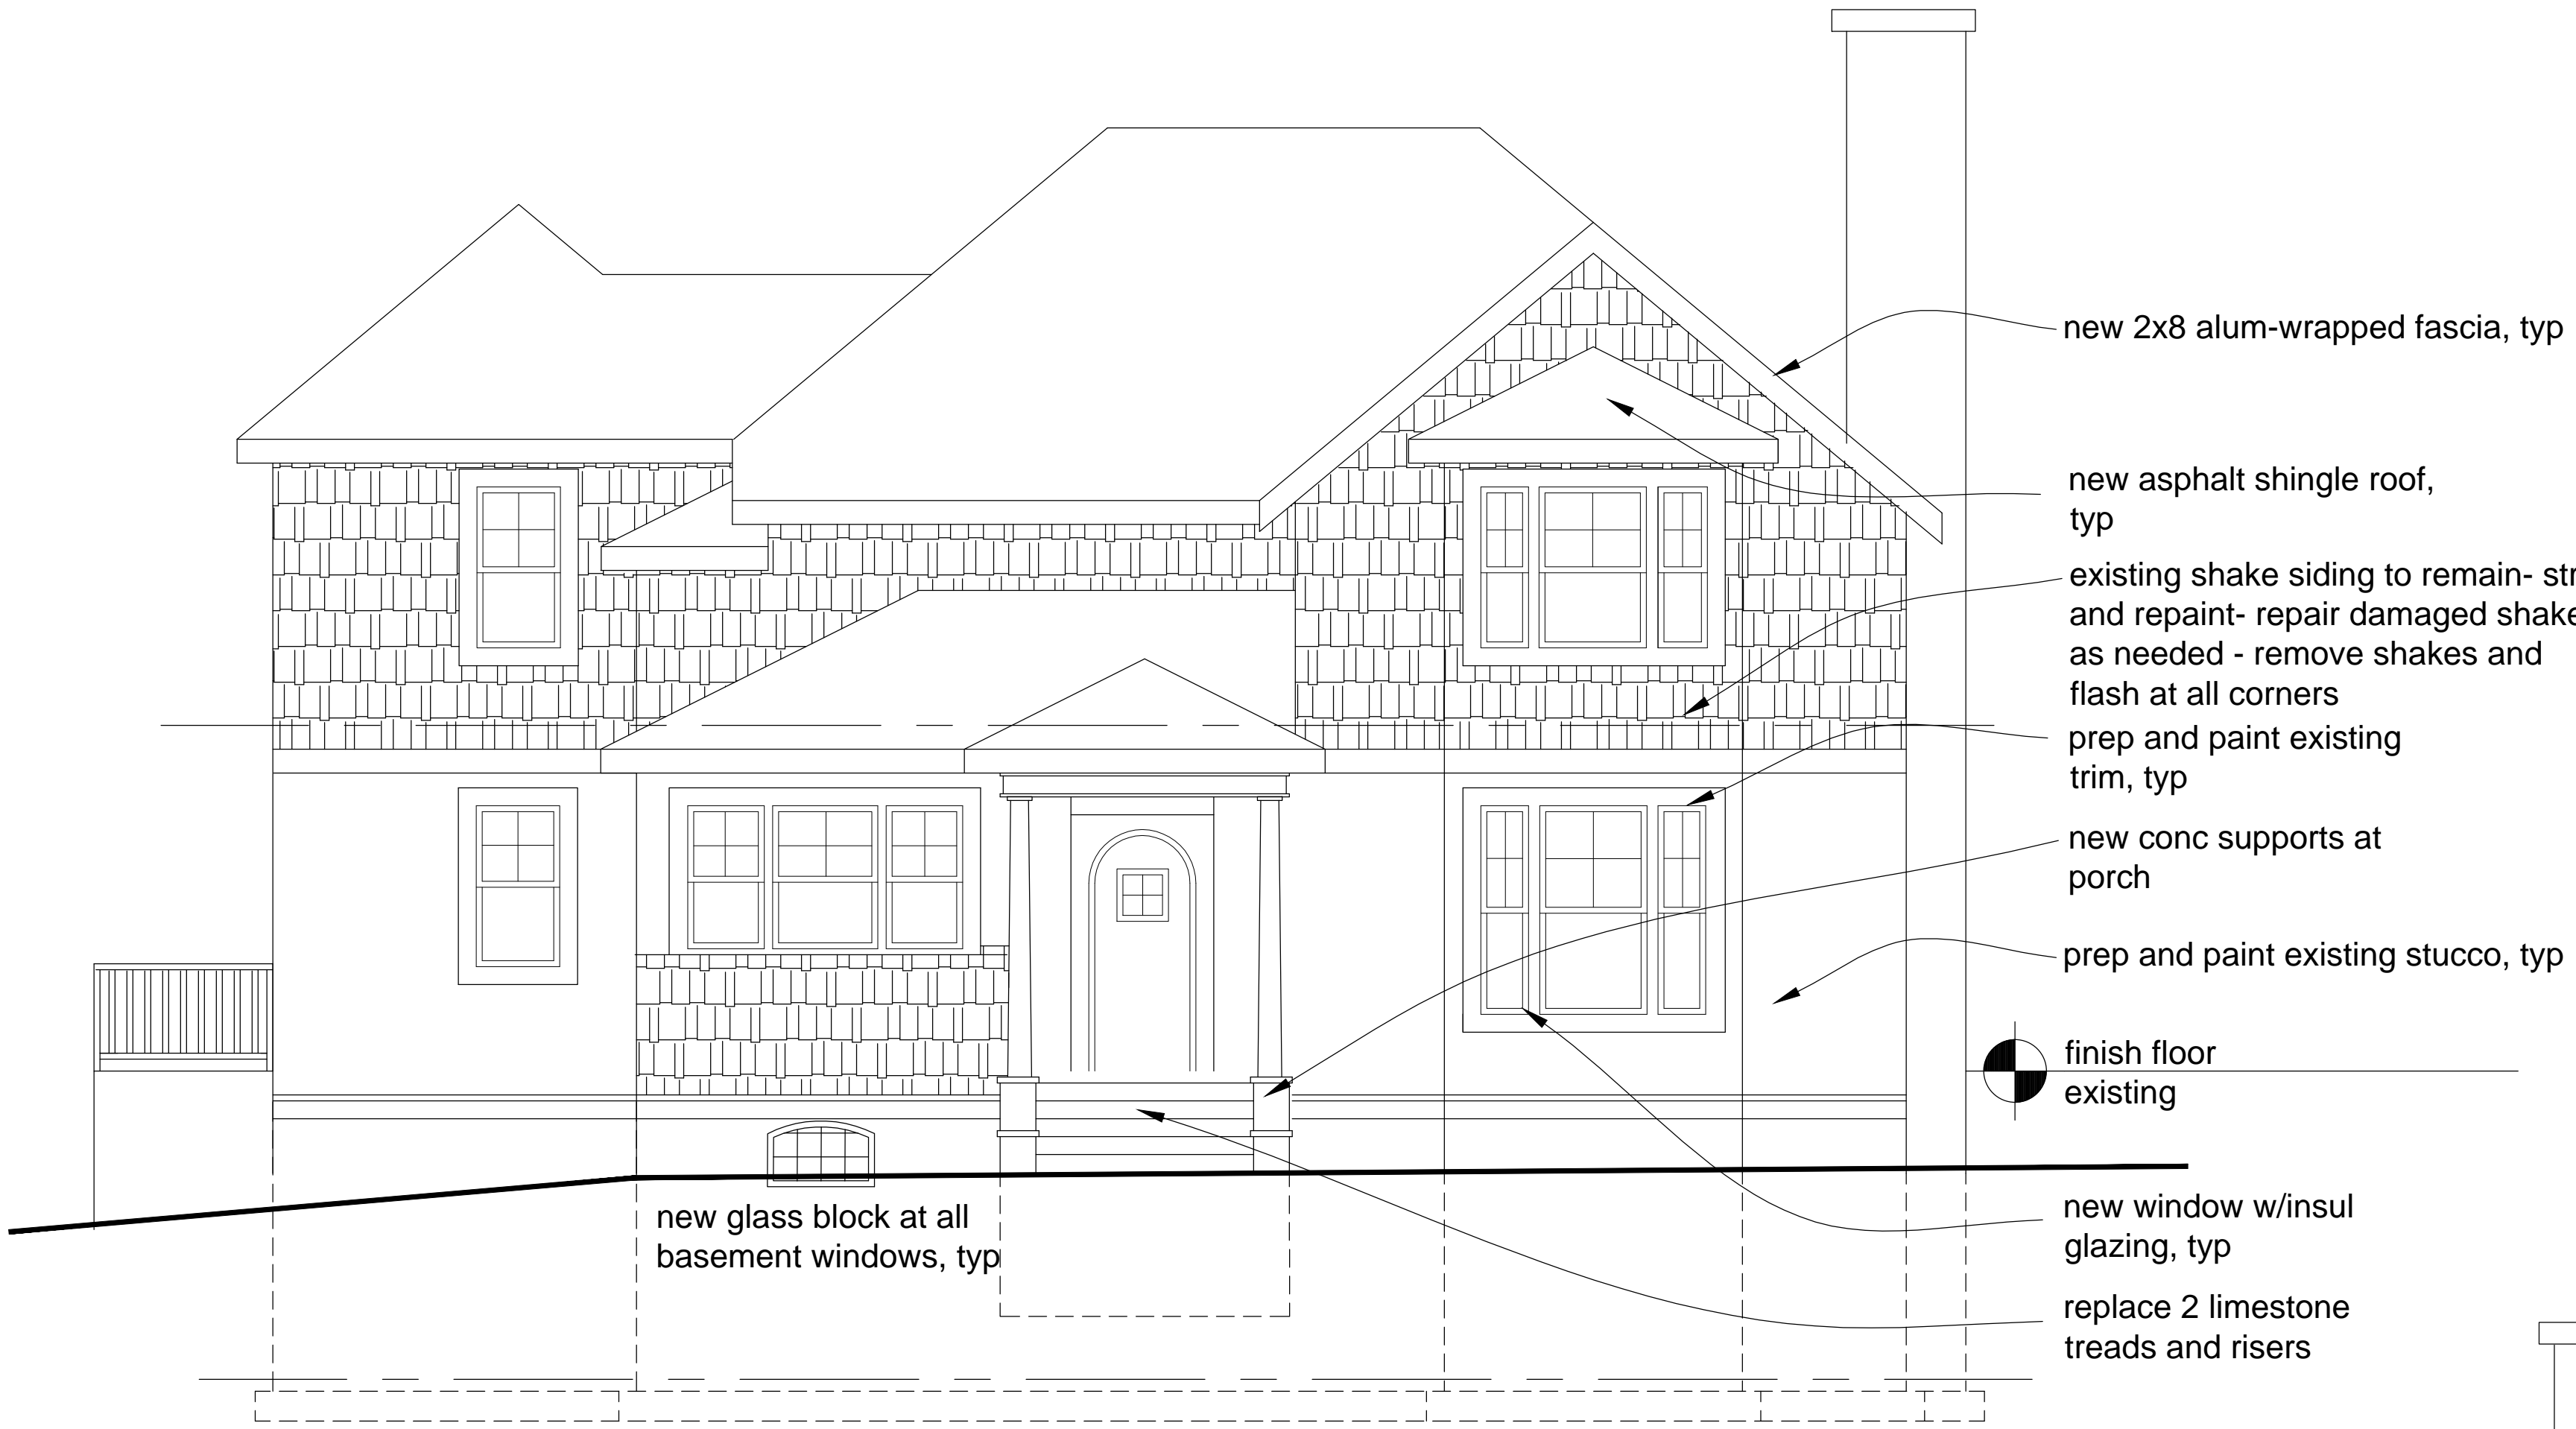 new 2x8 alum-wrapped fascia, typ
new asphalt shingle roof,
typ
existing shake siding to remain-
and repaint- repair damaged
as needed - remove shakes and
flash at all corners
prep and paint existing
trim, typ
new conc supports at
porch
prep and paint existing stucco, typ
finish floor
existing
new glass block at all
basement windows, typ
new window w/insul
glazing, typ
replace 2 limestone
treads and risers